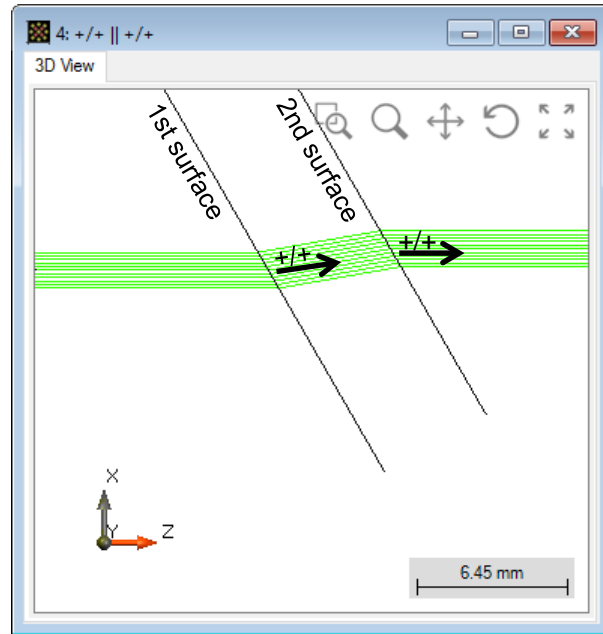 4: +/+ || +/+
3D View
1st surface
2nd surface
+/+
+/+
X
Y
Z
6.45 mm